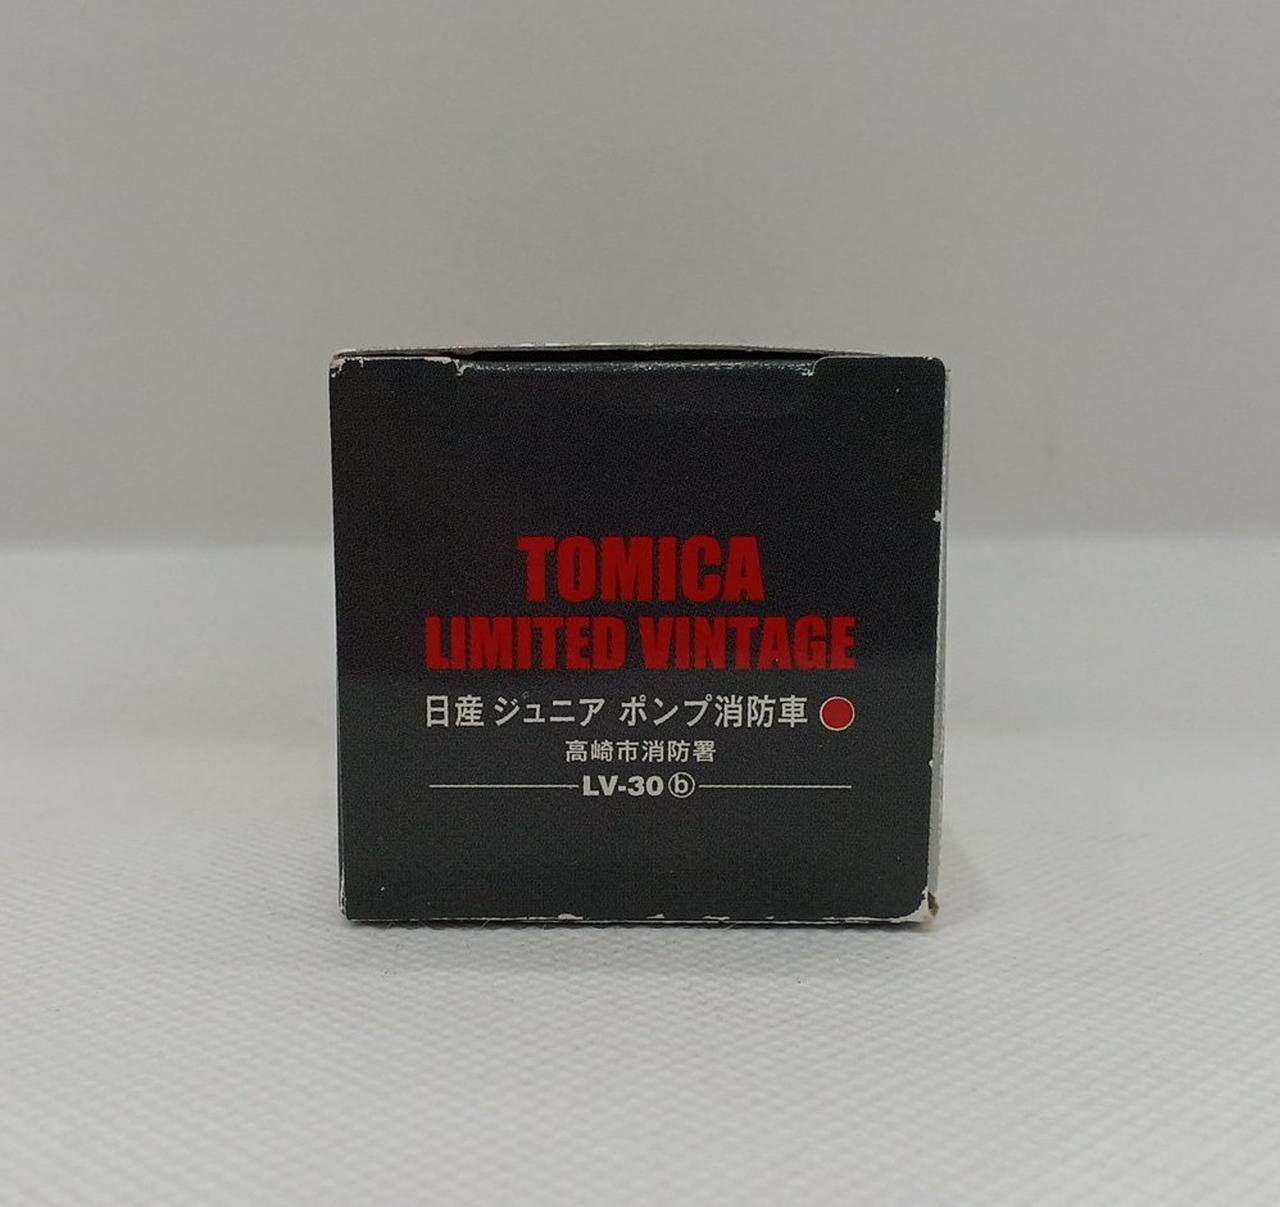 TOMICA
LIMITED VINTAGE
日産 ジュニア ポンプ消防車
高崎市消防署
LV-30 ⓑ